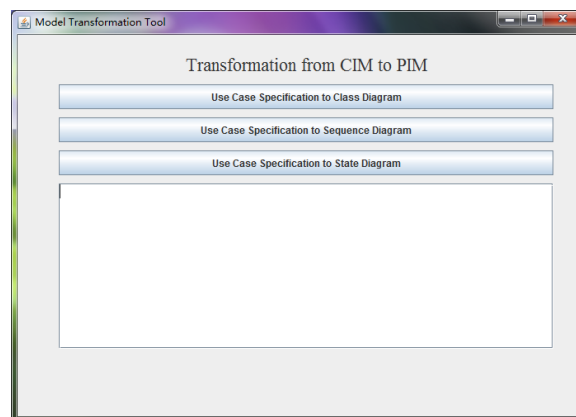 Model Transformation Tool
Transformation from CIM to PIM
Use Case Specification to Class Diagram
Use Case Specification to Sequence Diagram
Use Case Specification to State Diagram